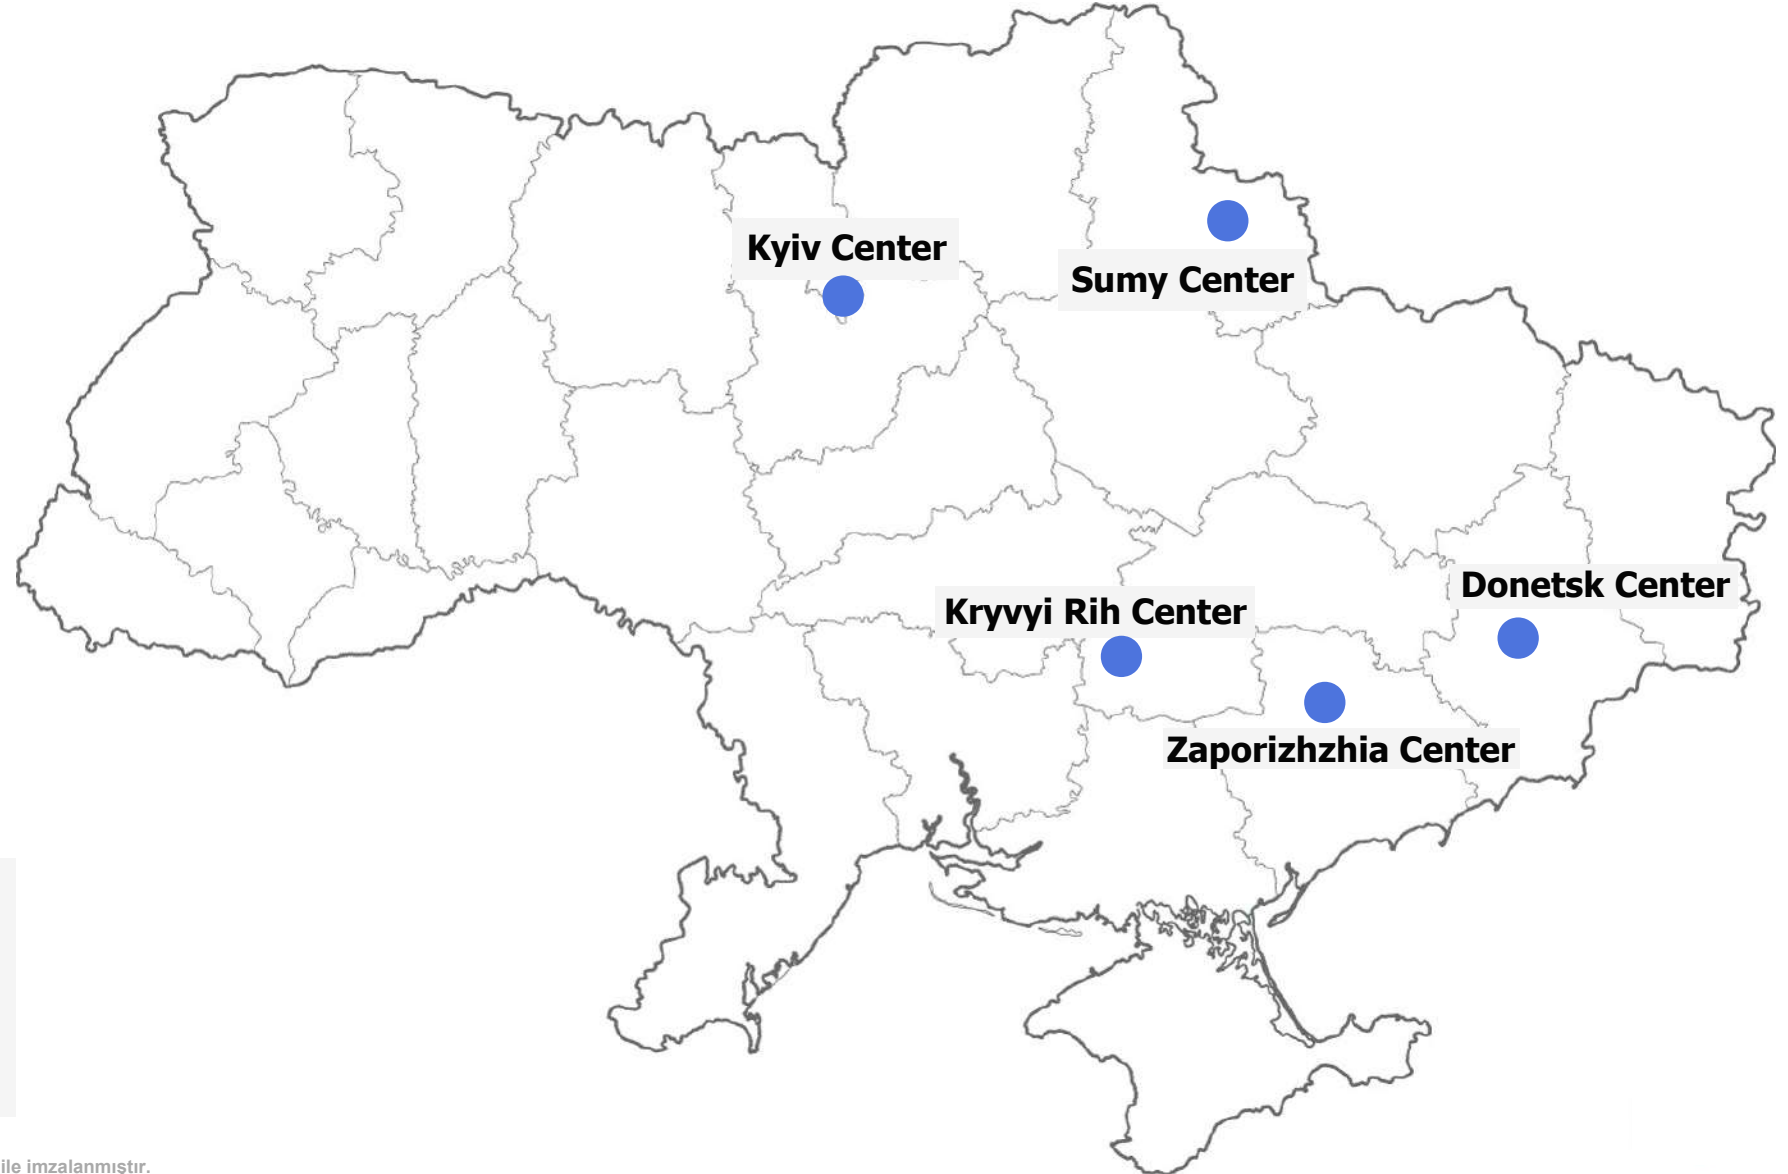 Kyiv Center
Sumy Center
Donetsk Center
Kryvyi Rih Center
Zaporizhzhia Center
ile imzalanmıştır.